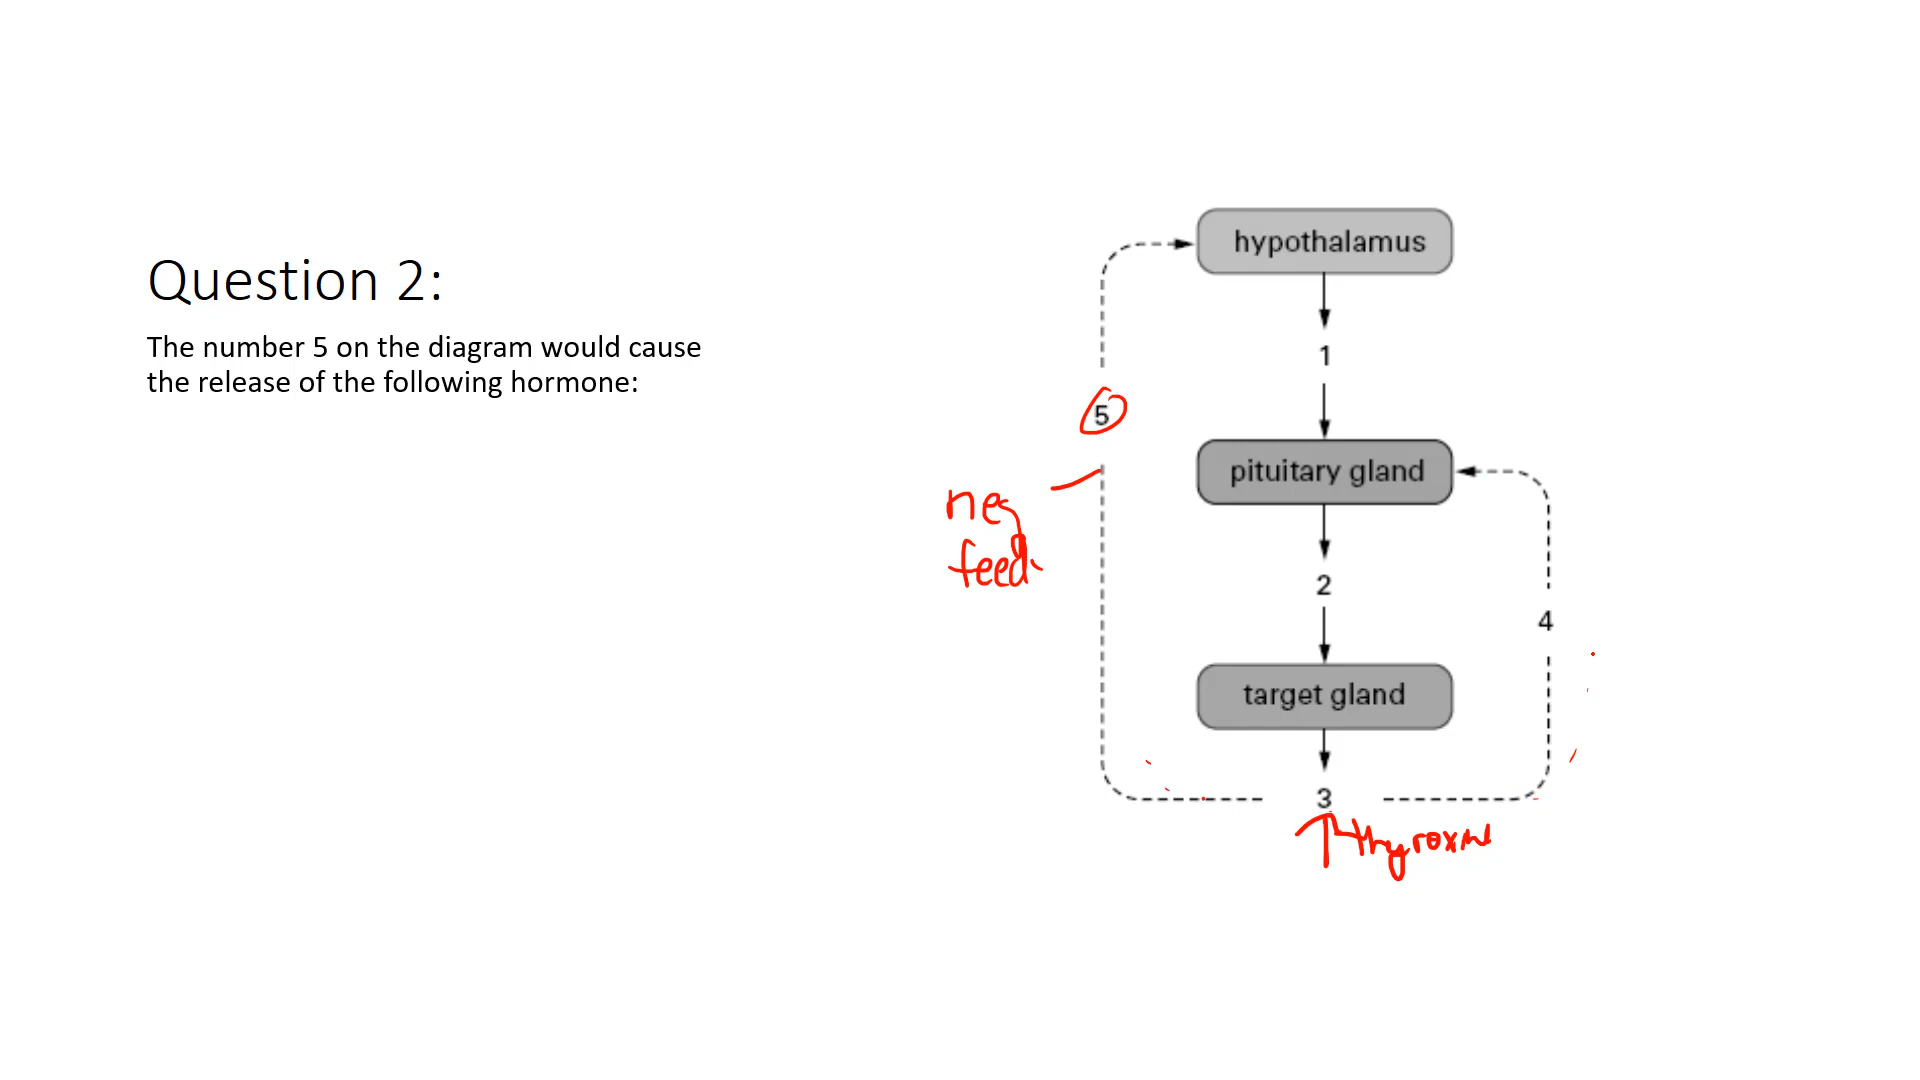 Question 2:
The number 5 on the diagram would cause
the release of the following hormone:
hypothalamus
1
5
pituitary gland
neg
feed
2
4
target gland
3
thyroxine